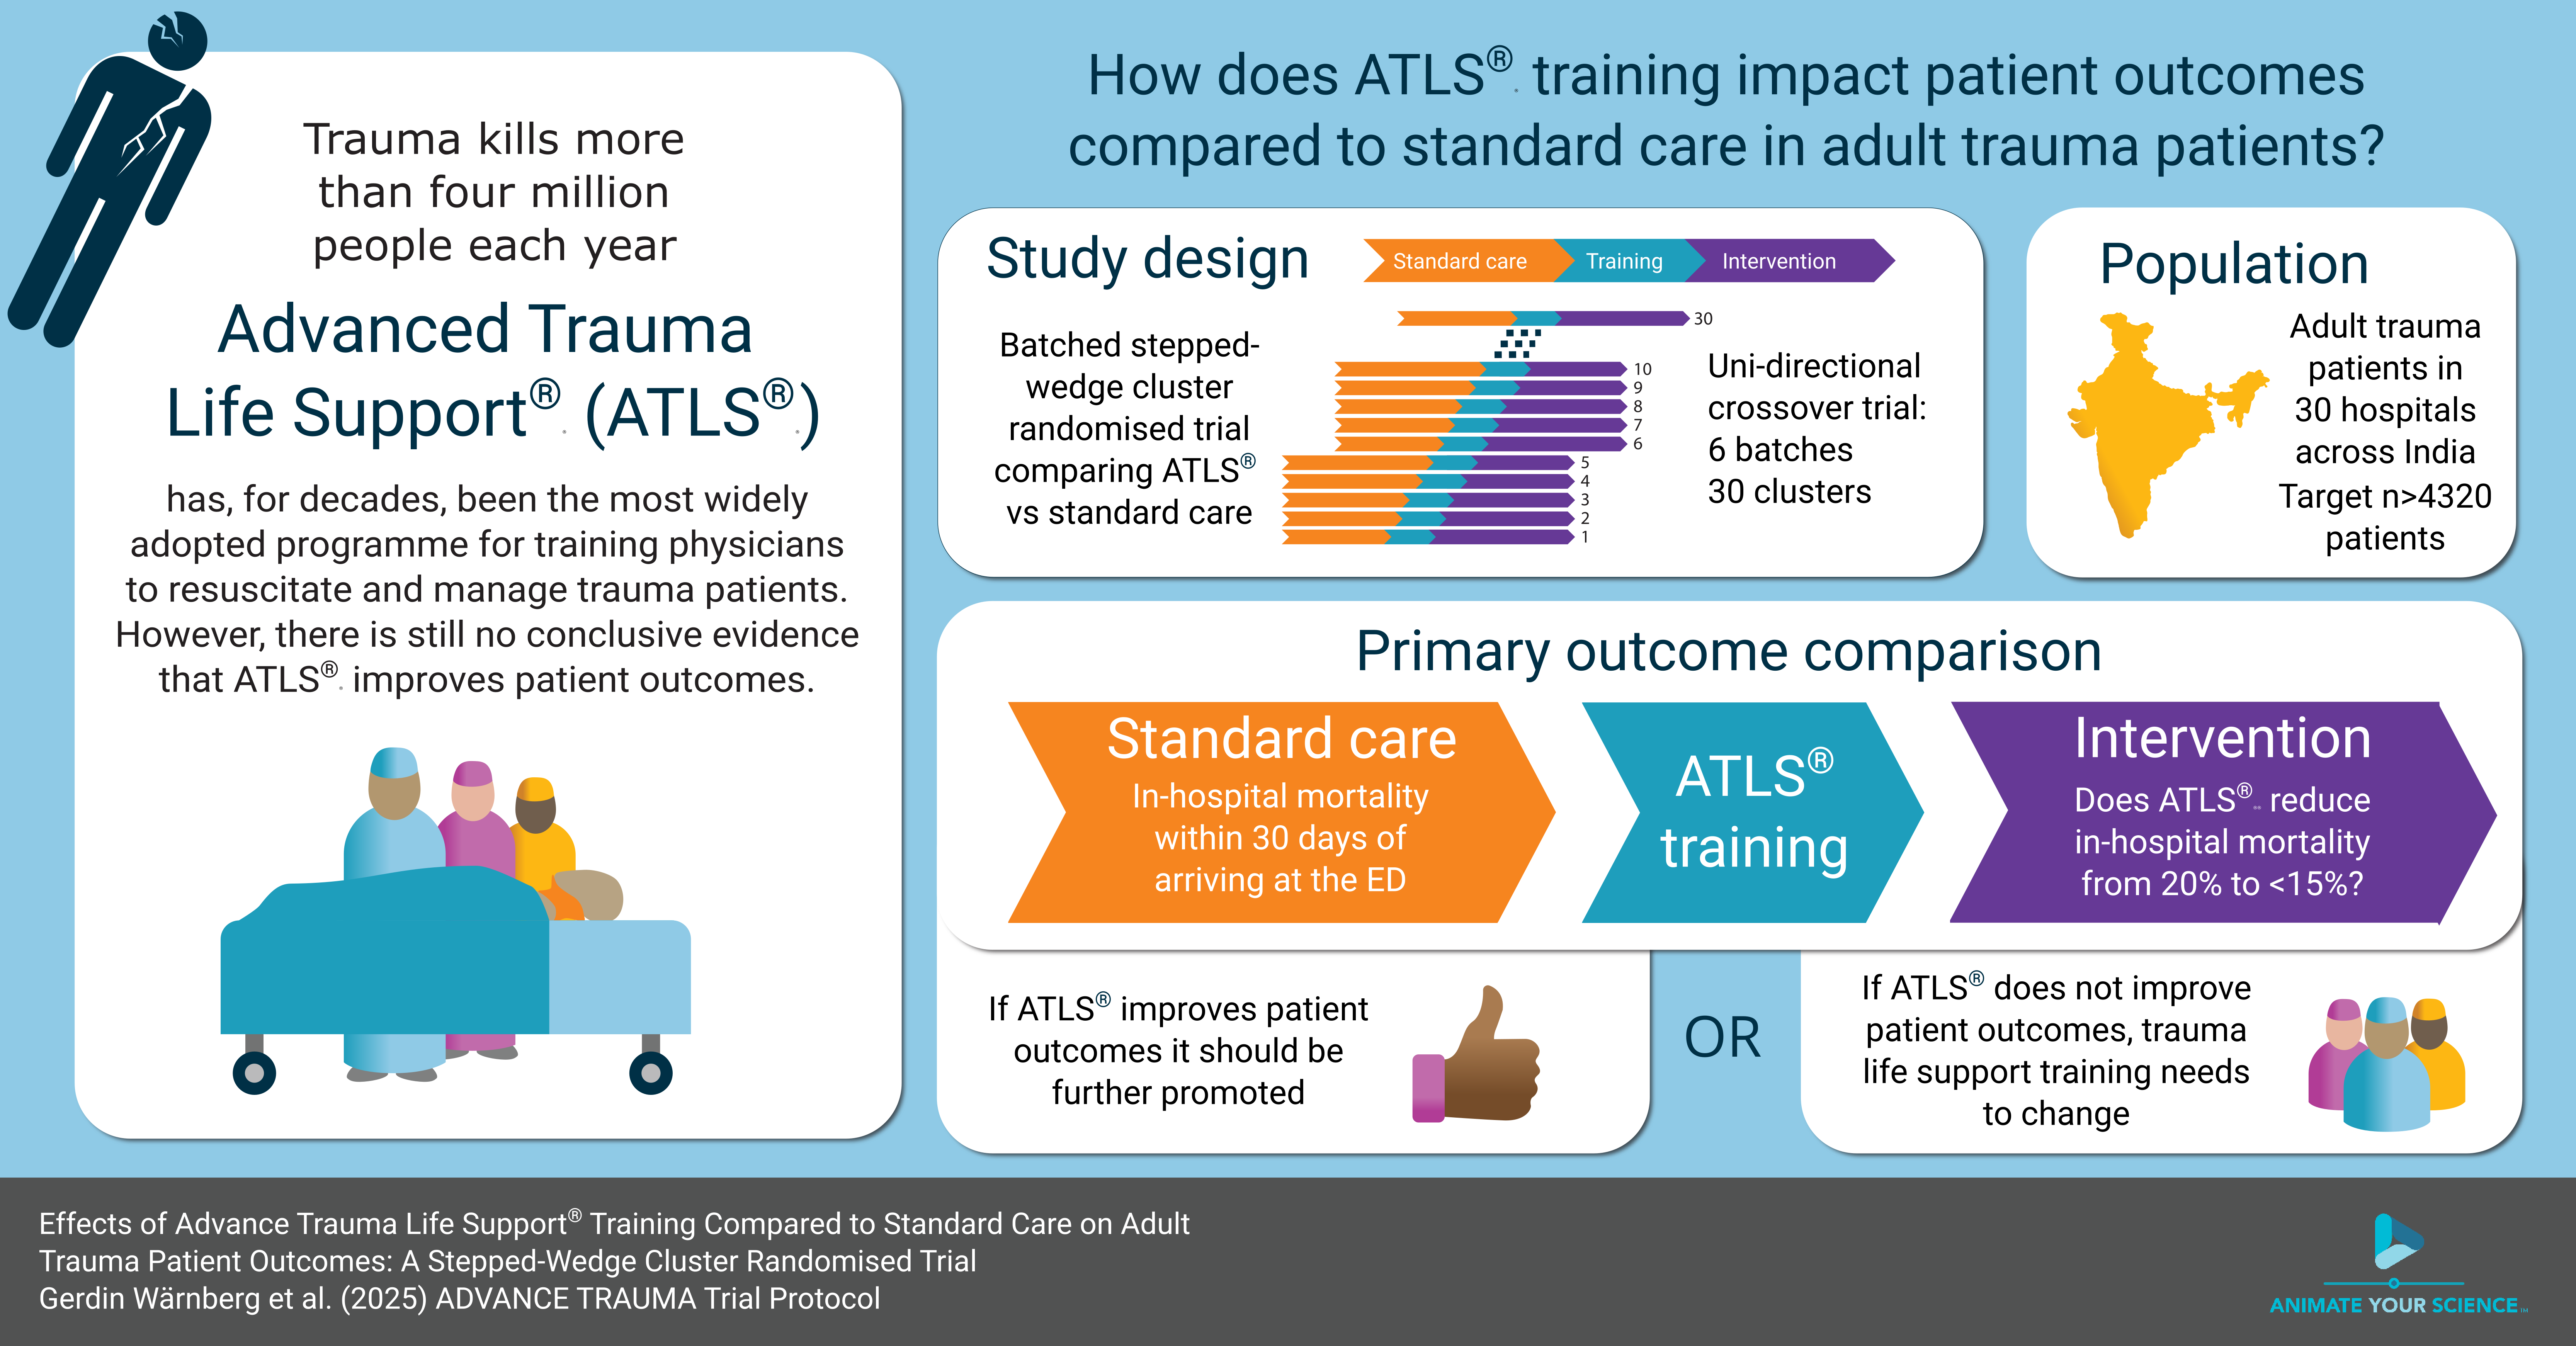 Trauma kills more
than four million
people each year
Advanced Trauma
Life Support® (ATLS®)
has, for decades, been the most widely
adopted programme for training physicians
to resuscitate and manage trauma patients.
However, there is still no conclusive evidence
that ATLS® improves patient outcomes.
How does ATLS® training impact patient outcomes
compared to standard care in adult trauma patients?
Study design
Batched stepped-
wedge cluster
randomised trial
comparing ATLS®
vs standard care
Standard care Training Intervention
30
10
9
8
7
6
5
4
3
2
1
Uni-directional
crossover trial:
6 batches
30 clusters
Population
Adult trauma
patients in
30 hospitals
across India
Target n>4320
patients
Primary outcome comparison
Standard care
In-hospital mortality
within 30 days of
arriving at the ED
ATLS®
training
Intervention
Does ATLS® reduce
in-hospital mortality
from 20% to <15%?
If ATLS® improves patient
outcomes it should be
further promoted
OR
If ATLS® does not improve
patient outcomes, trauma
life support training needs
to change
Effects of Advance Trauma Life Support® Training Compared to Standard Care on Adult
Trauma Patient Outcomes: A Stepped-Wedge Cluster Randomised Trial
Gerdin Wärnberg et al. (2025) ADVANCE TRAUMA Trial Protocol
ANIMATE YOUR SCIENCE™